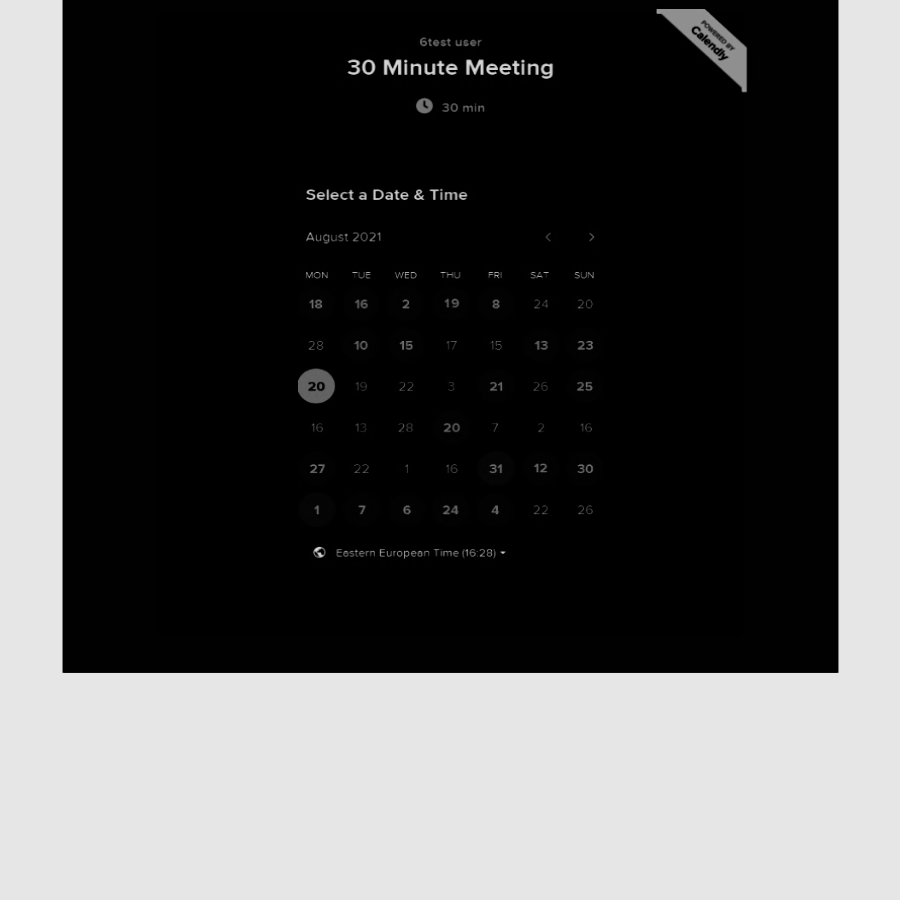 6test user
POWERED BY
Calendly
30 Minute Meeting
30 min
Select a Date & Time
August 2021
MON TUE WED THU FRI SAT SUN
18 16 2 19 8 24 20
28 10 15 17 15 13 23
20 19 22 3 21 26 25
16 13 28 20 7 2 16
27 22 1 16 31 12 30
1 7 6 24 4 22 26
Eastern European Time (16:28)